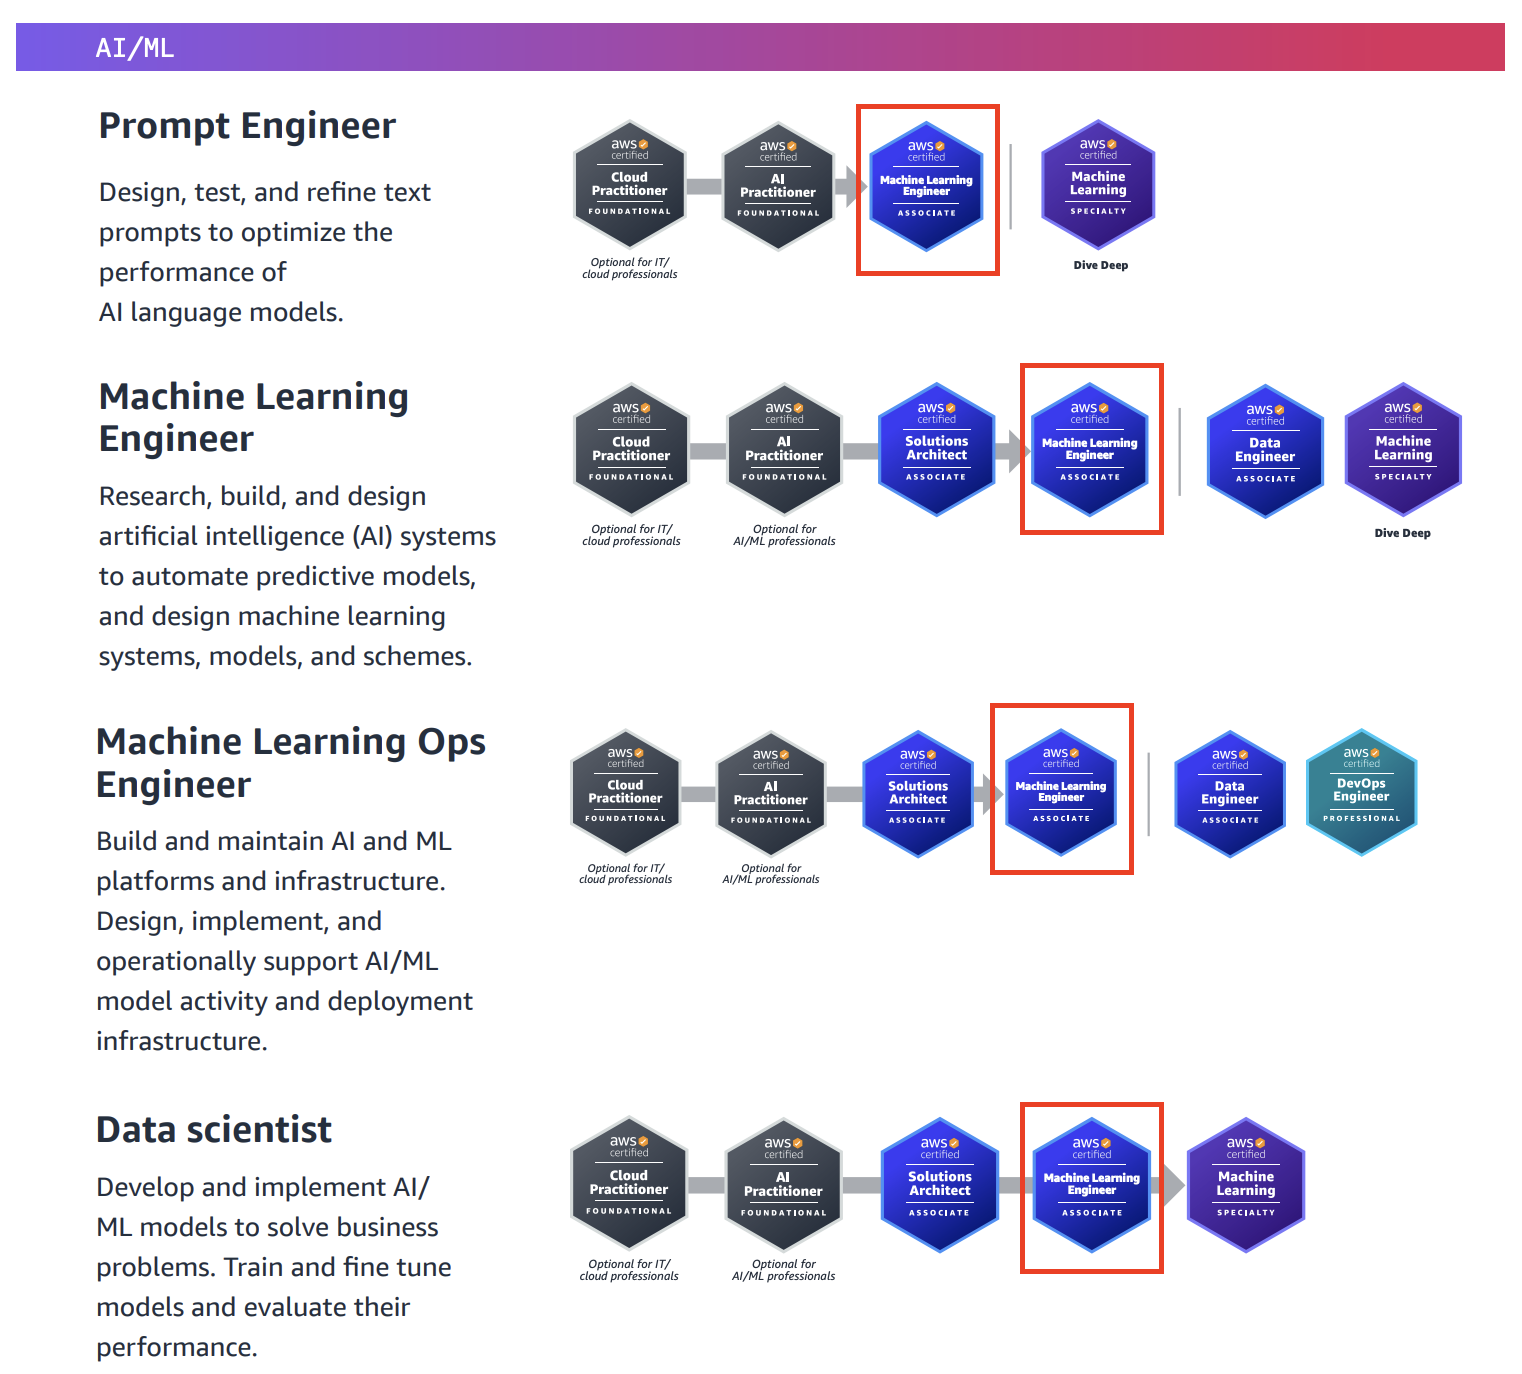 AI/ML
Prompt Engineer
Design, test, and refine text
prompts to optimize the
performance of
AI language models.
aws
certified
Cloud
Practitioner
FOUNDATIONAL
Optional for IT/
cloud professionals
aws
certified
AI
Practitioner
FOUNDATIONAL
aws
certified
Machine Learning
Engineer
ASSOCIATE
aws
certified
Machine
Learning
SPECIALTY
Dive Deep
Machine Learning
Engineer
Research, build, and design
artificial intelligence (AI) systems
to automate predictive models,
and design machine learning
systems, models, and schemes.
aws
certified
Cloud
Practitioner
FOUNDATIONAL
Optional for IT/
cloud professionals
aws
certified
AI
Practitioner
FOUNDATIONAL
Optional for
AI/ML professionals
aws
certified
Solutions
Architect
ASSOCIATE
aws
certified
Machine Learning
Engineer
ASSOCIATE
aws
certified
Data
Engineer
ASSOCIATE
aws
certified
Machine
Learning
SPECIALTY
Dive Deep
Machine Learning Ops
Engineer
Build and maintain AI and ML
platforms and infrastructure.
Design, implement, and
operationally support AI/ML
model activity and deployment
infrastructure.
aws
certified
Cloud
Practitioner
FOUNDATIONAL
Optional for IT/
cloud professionals
aws
certified
AI
Practitioner
FOUNDATIONAL
Optional for
AI/ML professionals
aws
certified
Solutions
Architect
ASSOCIATE
aws
certified
Machine Learning
Engineer
ASSOCIATE
aws
certified
Data
Engineer
ASSOCIATE
aws
certified
DevOps
Engineer
PROFESSIONAL
Data scientist
Develop and implement AI/
ML models to solve business
problems. Train and fine tune
models and evaluate their
performance.
aws
certified
Cloud
Practitioner
FOUNDATIONAL
Optional for IT/
cloud professionals
aws
certified
AI
Practitioner
FOUNDATIONAL
Optional for
AI/ML professionals
aws
certified
Solutions
Architect
ASSOCIATE
aws
certified
Machine Learning
Engineer
ASSOCIATE
aws
certified
Machine
Learning
SPECIALTY